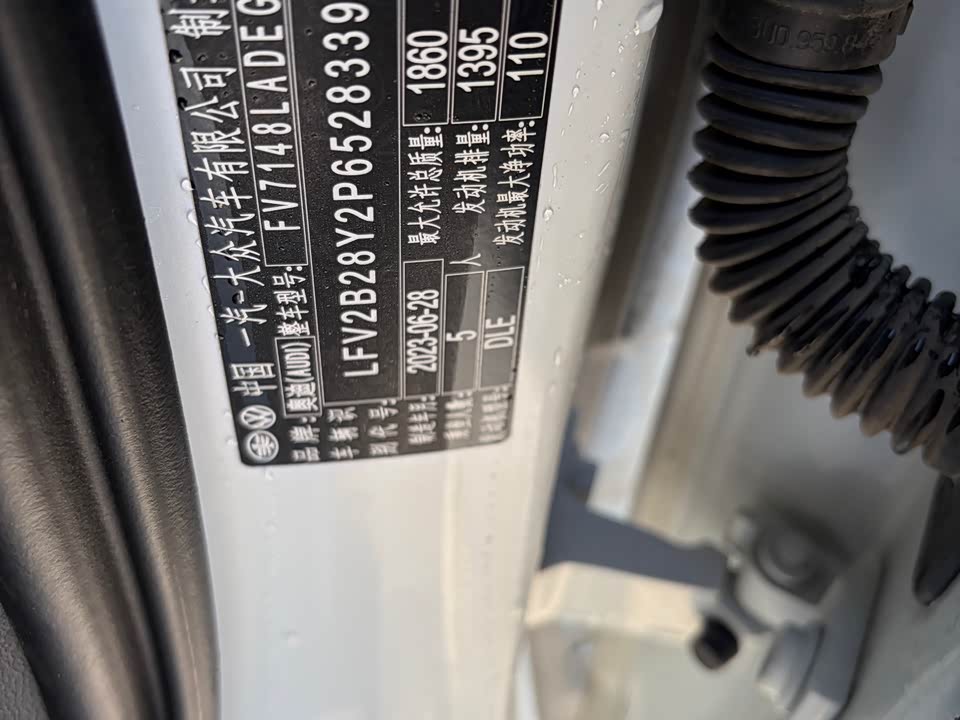 中国一汽-大众汽车有限公司 制
品牌: 奥迪(AUDI) 整车型号: FV7148LADEG
车辆识别代号: LFV2B28Y2P6528339
制造年月: 2023-06-28 最大允许总质量: 1860
乘坐人数: 5 人 发动机排量: 1395
发动机型号: DLE 发动机最大净功率: 110